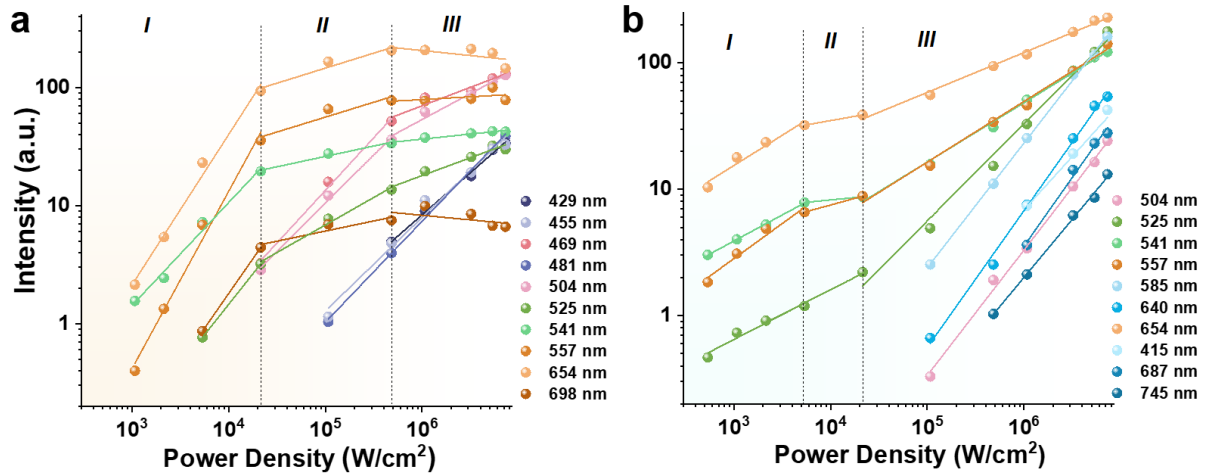 a
I II III
Intensity (a.u.)
100
10
1
10³ 10⁴ 10⁵ 10⁶
Power Density (W/cm²)
429 nm
455 nm
469 nm
481 nm
504 nm
525 nm
541 nm
557 nm
654 nm
698 nm
b
I II III
100
10
1
10³ 10⁴ 10⁵ 10⁶
Power Density (W/cm²)
504 nm
525 nm
541 nm
557 nm
585 nm
640 nm
654 nm
415 nm
687 nm
745 nm